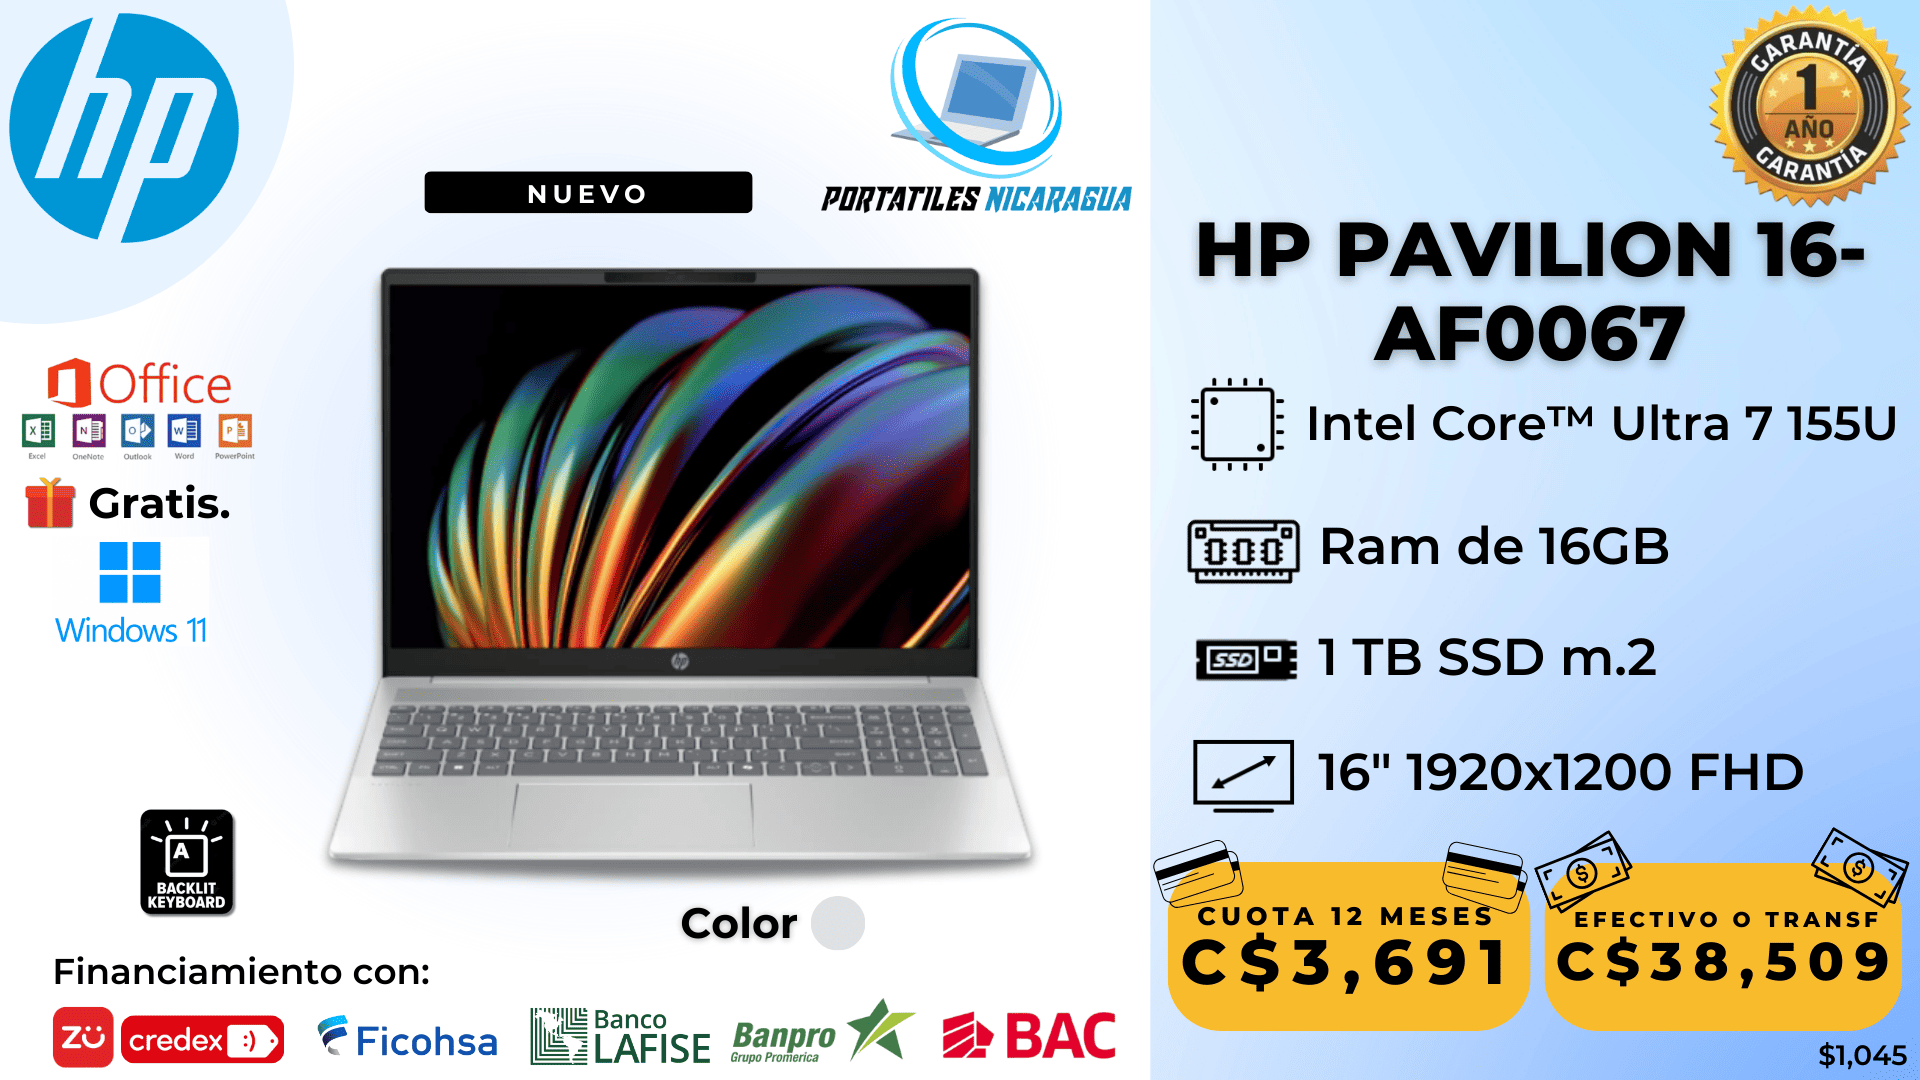 hp
NUEVO
PORTATILES NICARAGUA
GARANTÍA
1
AÑO
GARANTÍA
HP PAVILION 16-
AF0067
Intel Core™ Ultra 7 155U
Ram de 16GB
SSD
1 TB SSD m.2
16" 1920x1200 FHD
Office
Excel OneNote Outlook Word PowerPoint
Gratis.
Windows 11
hp
A
BACKLIT
KEYBOARD
Color
Financiamiento con:
ZU
credex :)
Ficohsa
Banco
LAFISE
Banpro
Grupo Promerica
BAC
CUOTA 12 MESES
C$3,691
EFECTIVO O TRANSF
C$38,509
$1,045